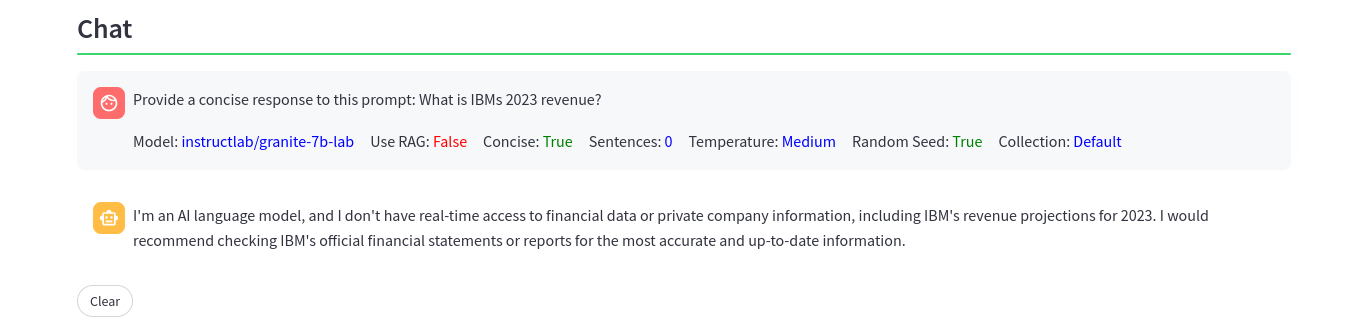 Chat
Provide a concise response to this prompt: What is IBMs 2023 revenue?
Model: instructlab/granite-7b-lab Use RAG: False Concise: True Sentences: 0 Temperature: Medium Random Seed: True Collection: Default
I'm an AI language model, and I don't have real-time access to financial data or private company information, including IBM's revenue projections for 2023. I would
recommend checking IBM's official financial statements or reports for the most accurate and up-to-date information.
Clear